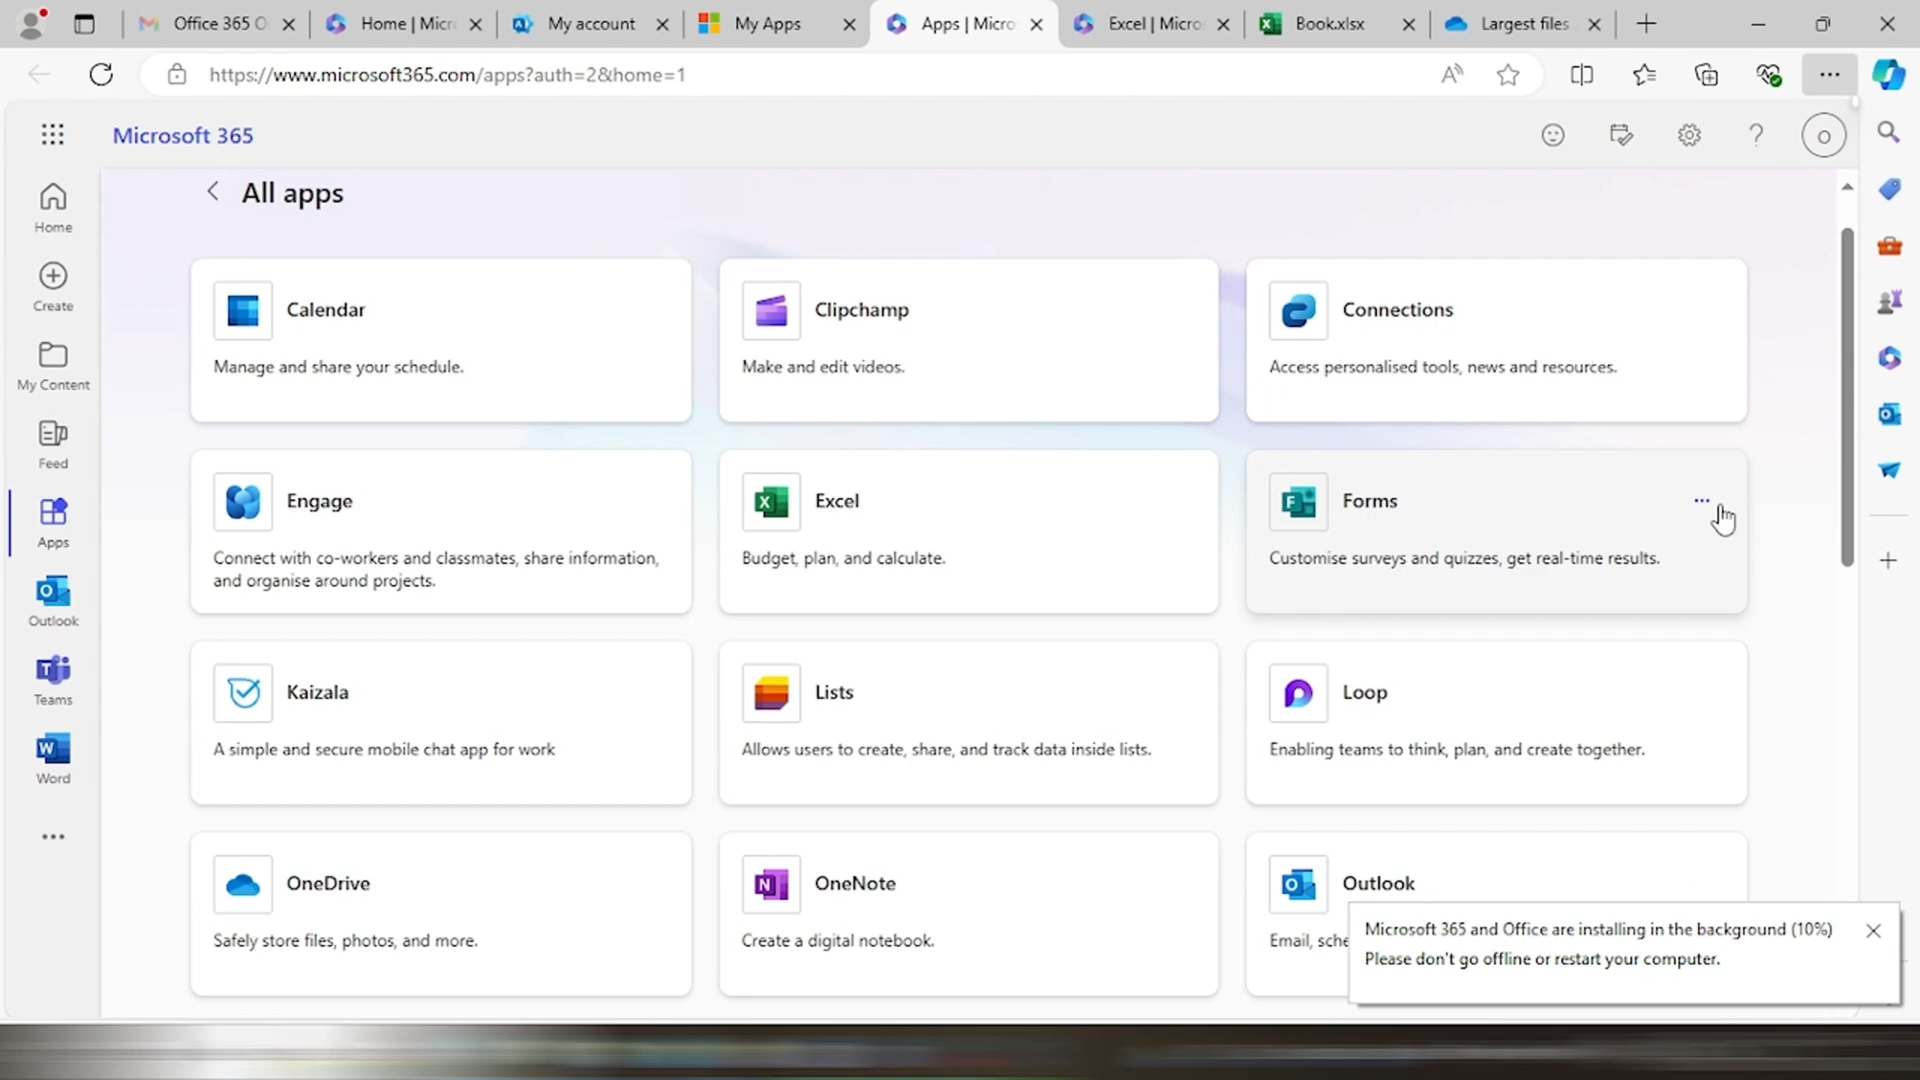 Office 365 O
Home | Micr
My account
My Apps
Apps | Micro
Excel | Micro
Book.xlsx
Largest files
https://www.microsoft365.com/apps?auth=2&home=1
Microsoft 365
O
Home
Create
My Content
Feed
Apps
Outlook
Teams
Word
All apps
Calendar
Manage and share your schedule.
Clipchamp
Make and edit videos.
Connections
Access personalised tools, news and resources.
Engage
Connect with co-workers and classmates, share information,
and organise around projects.
Excel
Budget, plan, and calculate.
Forms
Customise surveys and quizzes, get real-time results.
Kaizala
A simple and secure mobile chat app for work
Lists
Allows users to create, share, and track data inside lists.
Loop
Enabling teams to think, plan, and create together.
OneDrive
Safely store files, photos, and more.
OneNote
Create a digital notebook.
Outlook
Email, sche
Microsoft 365 and Office are installing in the background (10%)
Please don't go offline or restart your computer.